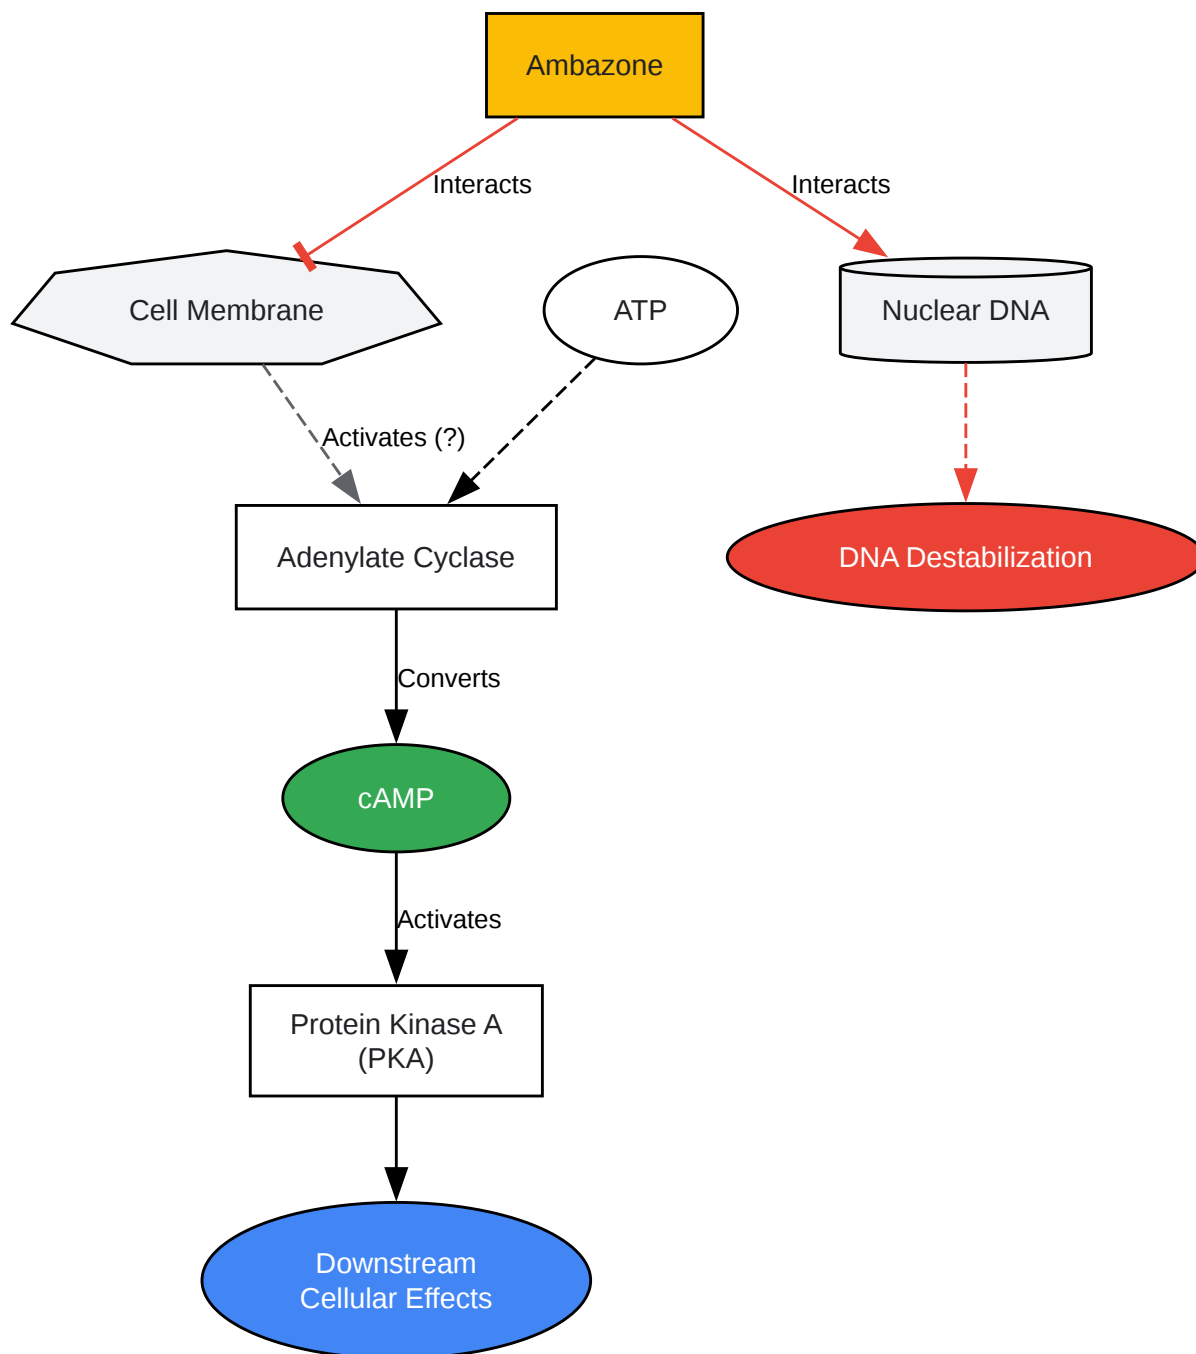 Ambazone
Interacts
Interacts
Cell Membrane
ATP
Nuclear DNA
Activates (?)
Adenylate Cyclase
DNA Destabilization
Converts
cAMP
Activates
Protein Kinase A
(PKA)
Downstream
Cellular Effects